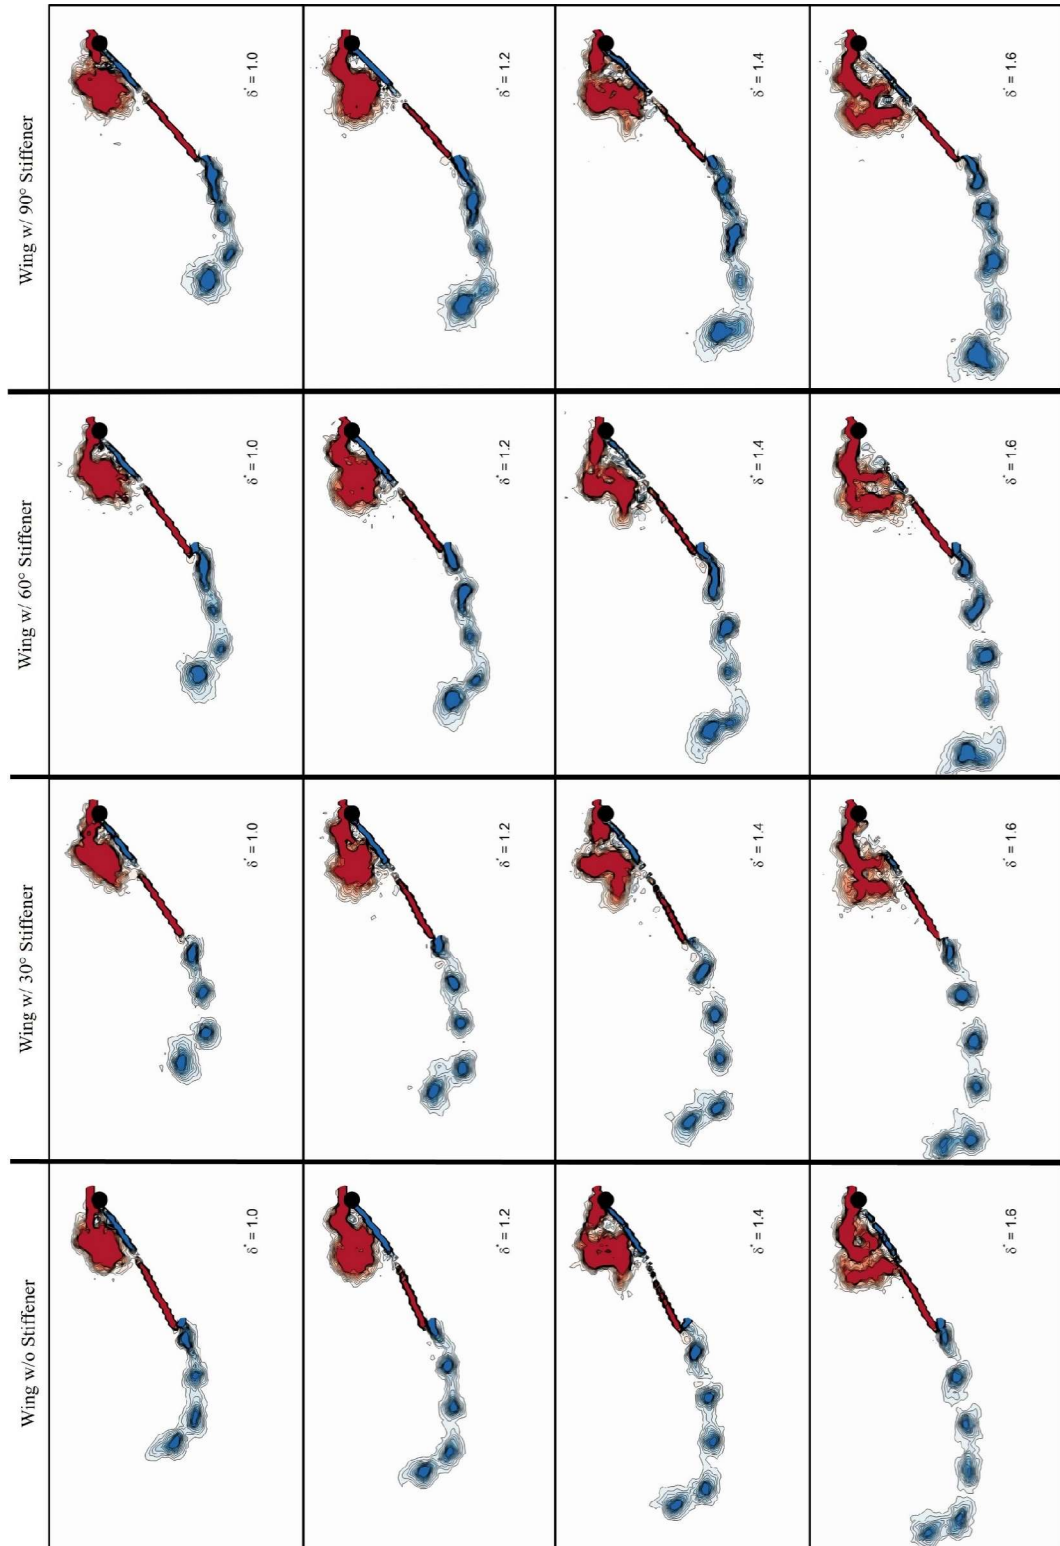 Wing w/o Stiffener
Wing w/ 30° Stiffener
Wing w/ 60° Stiffener
Wing w/ 90° Stiffener
δ* = 1.0
δ* = 1.0
δ* = 1.0
δ* = 1.0
δ* = 1.2
δ* = 1.2
δ* = 1.2
δ* = 1.2
δ* = 1.4
δ* = 1.4
δ* = 1.4
δ* = 1.4
δ* = 1.6
δ* = 1.6
δ* = 1.6
δ* = 1.6